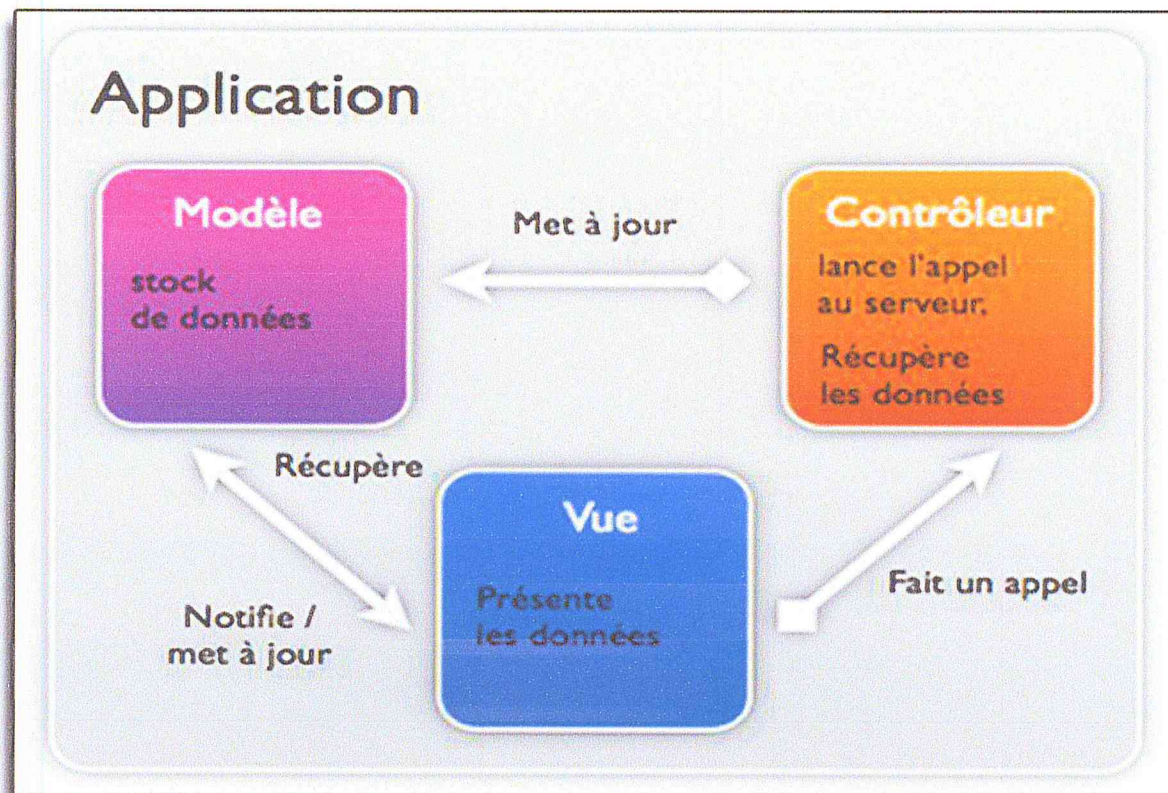 Application
Modèle
stock
de données
Met à jour
Contrôleur
lance l'appel
au serveur,
Récupère
les données
Récupère
Notifie /
met à jour
Vue
Présente
les données
Fait un appel